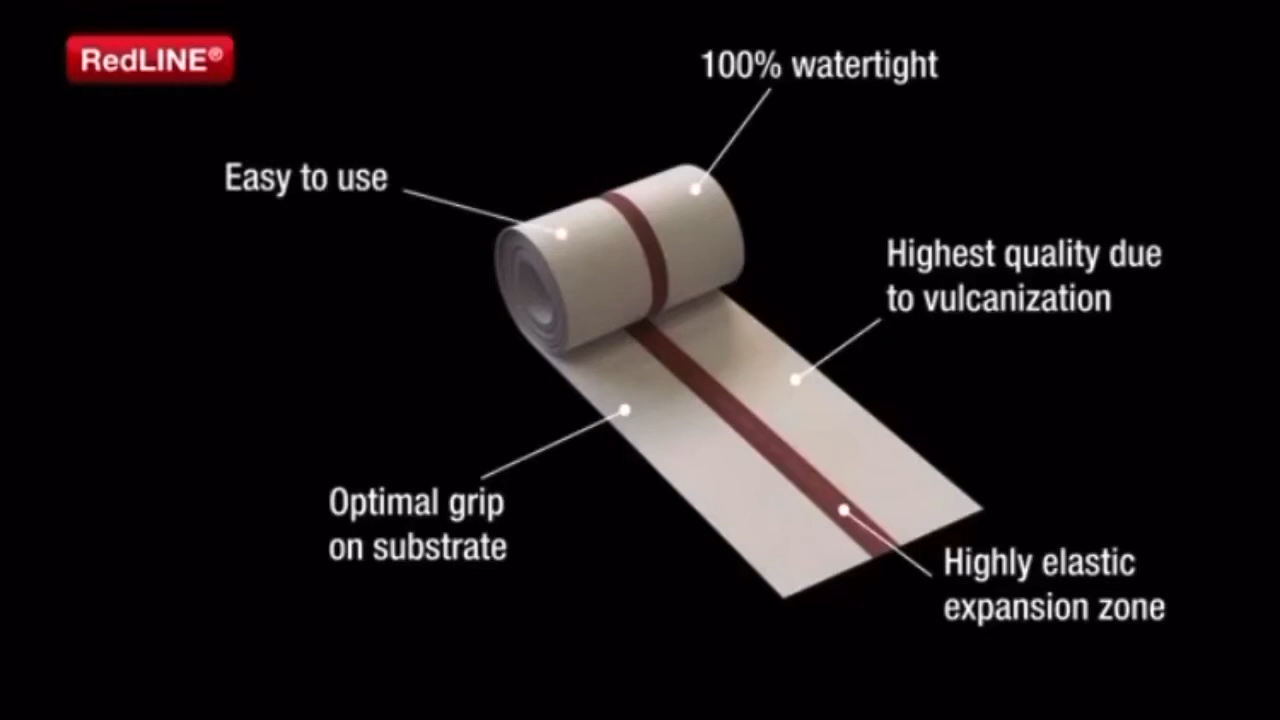 RedLINE®
100% watertight
Easy to use
Highest quality due
to vulcanization
Optimal grip
on substrate
Highly elastic
expansion zone